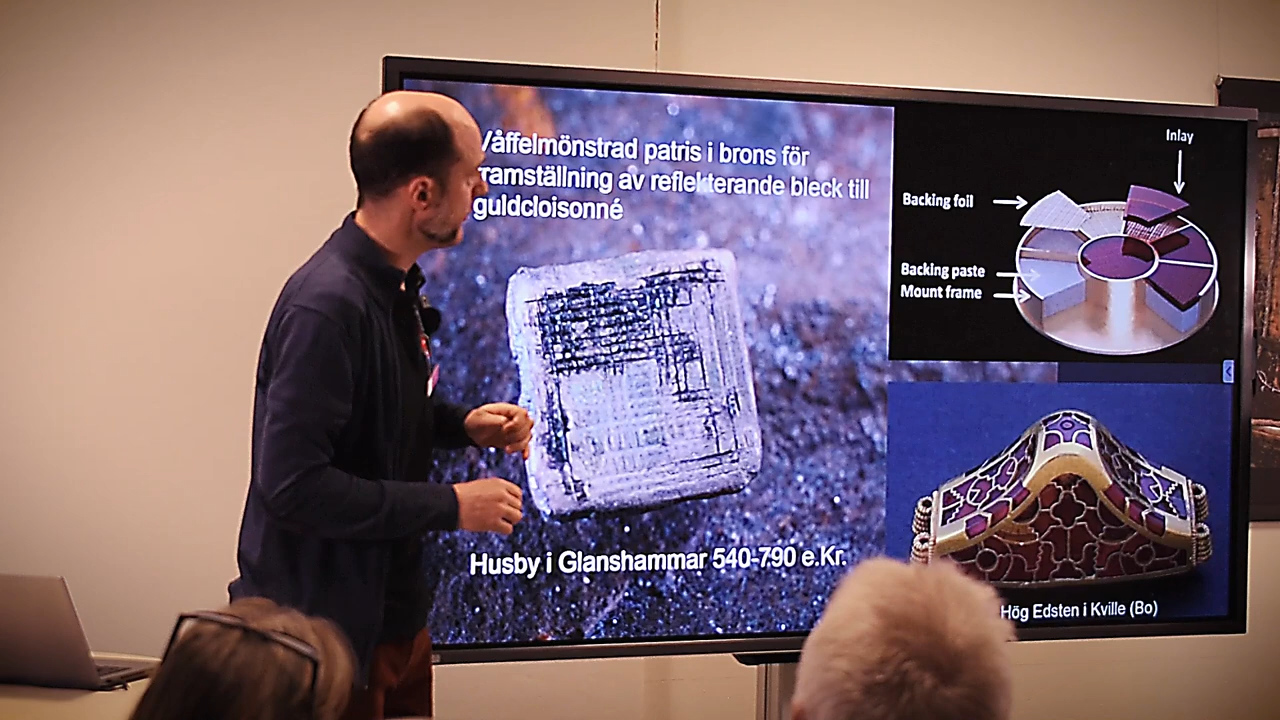 Våffelmönstrad patris i brons för
framställning av reflekterande bleck till
guldcloisonné
Husby i Glanshammar 540-790 e.Kr.
Inlay
Backing foil
Backing paste
Mount frame
Hög Edsten i Kville (Bo)